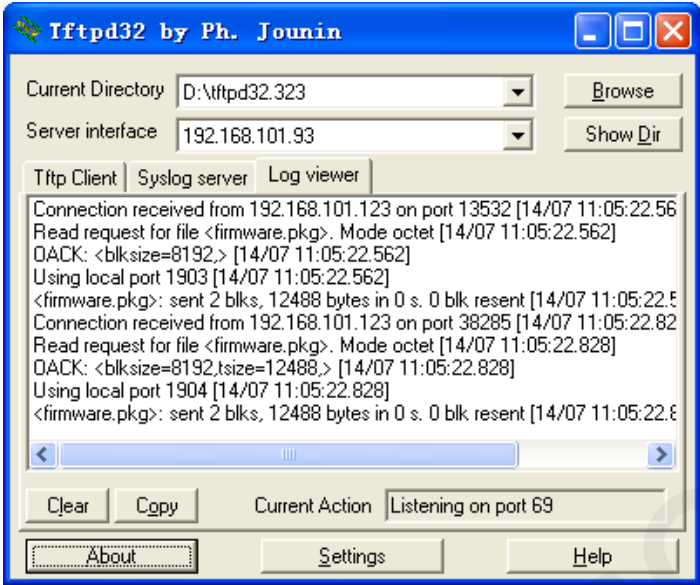 Tftpd32 by Ph. Jounin
Current Directory D:\tftpd32.323 Browse
Server interface 192.168.101.93 Show Dir
Tftp Client Syslog server Log viewer
Connection received from 192.168.101.123 on port 13532 [14/07 11:05:22.56
Read request for file <firmware.pkg>. Mode octet [14/07 11:05:22.562]
OACK: <blksize=8192,> [14/07 11:05:22.562]
Using local port 1903 [14/07 11:05:22.562]
<firmware.pkg>: sent 2 blks, 12488 bytes in 0 s. 0 blk resent [14/07 11:05:22.5
Connection received from 192.168.101.123 on port 38285 [14/07 11:05:22.82
Read request for file <firmware.pkg>. Mode octet [14/07 11:05:22.828]
OACK: <blksize=8192,tsize=12488,> [14/07 11:05:22.828]
Using local port 1904 [14/07 11:05:22.828]
<firmware.pkg>: sent 2 blks, 12488 bytes in 0 s. 0 blk resent [14/07 11:05:22.8
Clear Copy Current Action Listening on port 69
About Settings Help